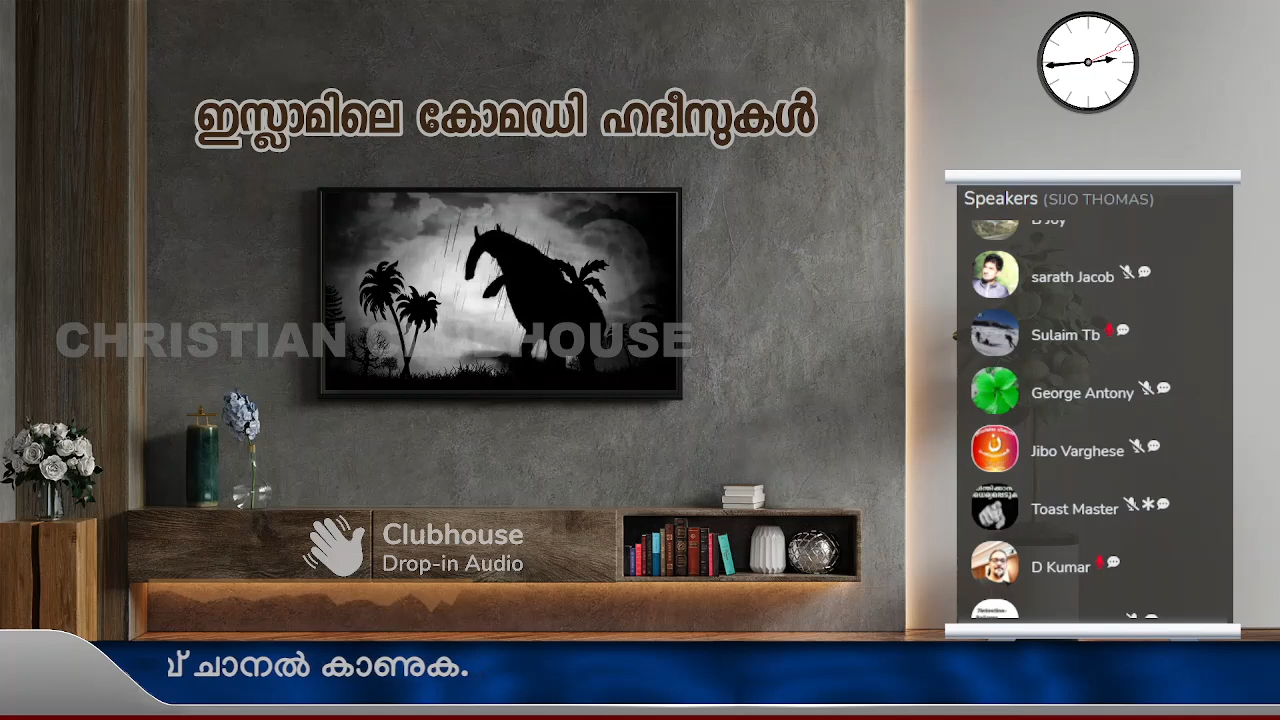 ഇസ്ലാമിലെ കോമഡി ഹദീസുകൾ
CHRISTIAN HOUSE
Clubhouse
Drop-in Audio
Speakers (SIJO THOMAS)
B Joy
sarath Jacob
Sulaim Tb
George Antony
Jibo Varghese
Toast Master
D Kumar
ചാനൽ കാണുക.